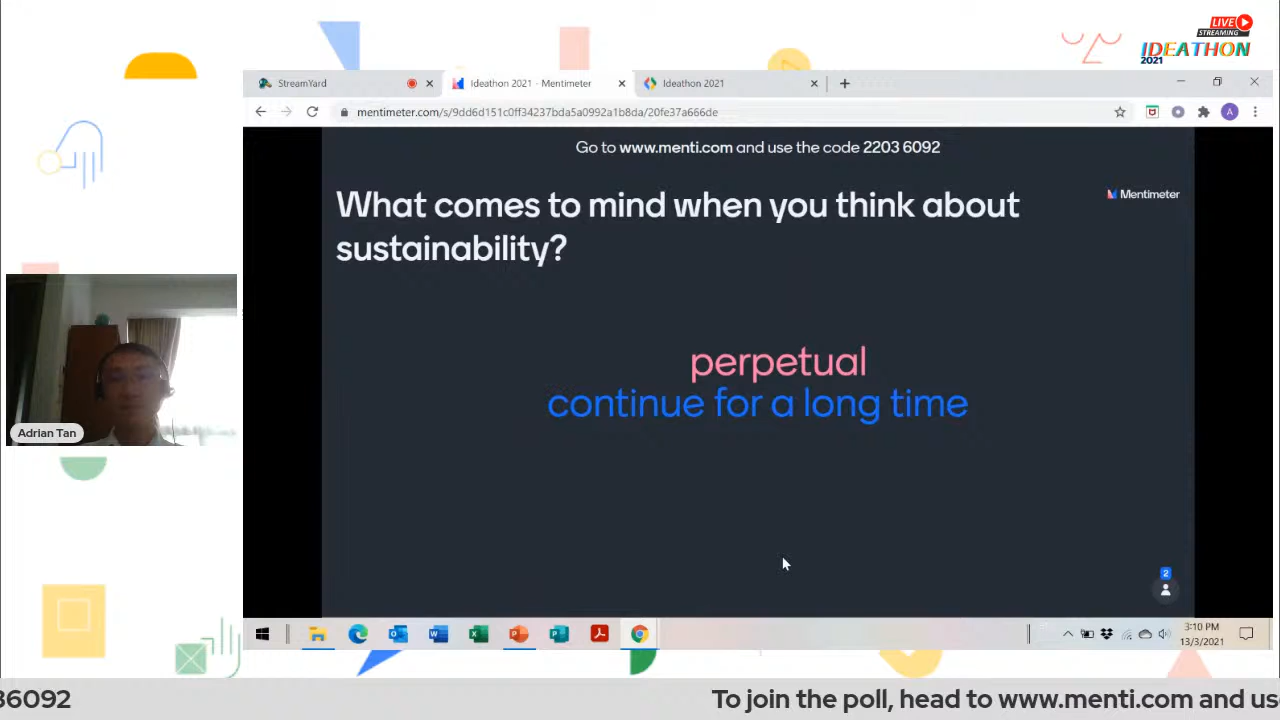 LIVE
STREAMING
IDEATHON
2021
StreamYard
Ideathon 2021 - Mentimeter
Ideathon 2021
mentimeter.com/s/9dd6d151c0ff34237bda5a0992a1b8da/20fe37a666de
A
Go to www.menti.com and use the code 2203 6092
Mentimeter
What comes to mind when you think about
sustainability?
perpetual
continue for a long time
Adrian Tan
2
3:10 PM
13/3/2021
36092
To join the poll, head to www.menti.com and us